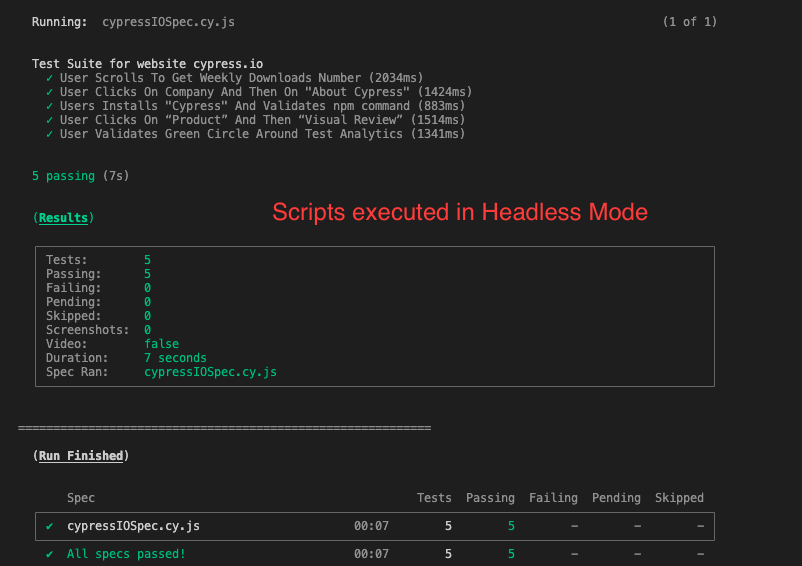 Running:  cypressIOSpec.cy.js (1 of 1)
Test Suite for website cypress.io
✓ User Scrolls To Get Weekly Downloads Number (2034ms)
✓ User Clicks On Company And Then On "About Cypress" (1424ms)
✓ Users Installs "Cypress" And Validates npm command (883ms)
✓ User Clicks On “Product” And Then “Visual Review” (1514ms)
✓ User Validates Green Circle Around Test Analytics (1341ms)
5 passing (7s)
(Results)
Scripts executed in Headless Mode
Tests: 5
Passing: 5
Failing: 0
Pending: 0
Skipped: 0
Screenshots: 0
Video: false
Duration: 7 seconds
Spec Ran: cypressIOSpec.cy.js
===========================================================
(Run Finished)
Spec Tests Passing Failing Pending Skipped
✔ cypressIOSpec.cy.js 00:07 5 5 – – –
✔ All specs passed! 00:07 5 5 – – –